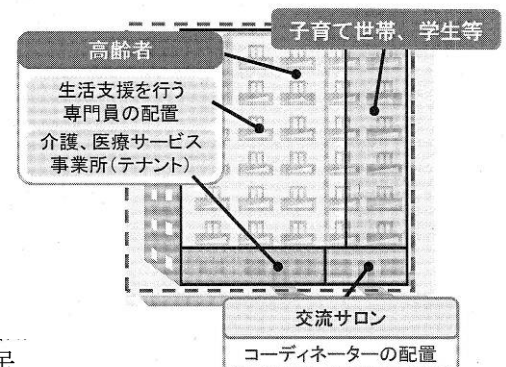 子育て世帯、学生等
高齢者
生活支援を行う
専門員の配置
介護、医療サービス
事業所(テナント)
交流サロン
コーディネーターの配置